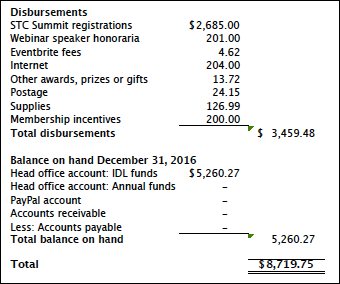 Disbursements
STC Summit registrations $2,685.00
Webinar speaker honoraria 201.00
Eventbrite fees 4.62
Internet 204.00
Other awards, prizes or gifts 13.72
Postage 24.15
Supplies 126.99
Membership incentives 200.00
Total disbursements $ 3,459.48
Balance on hand December 31, 2016
Head office account: IDL funds $5,260.27
Head office account: Annual funds –
PayPal account –
Accounts receivable –
Less: Accounts payable –
Total balance on hand 5,260.27
Total $8,719.75